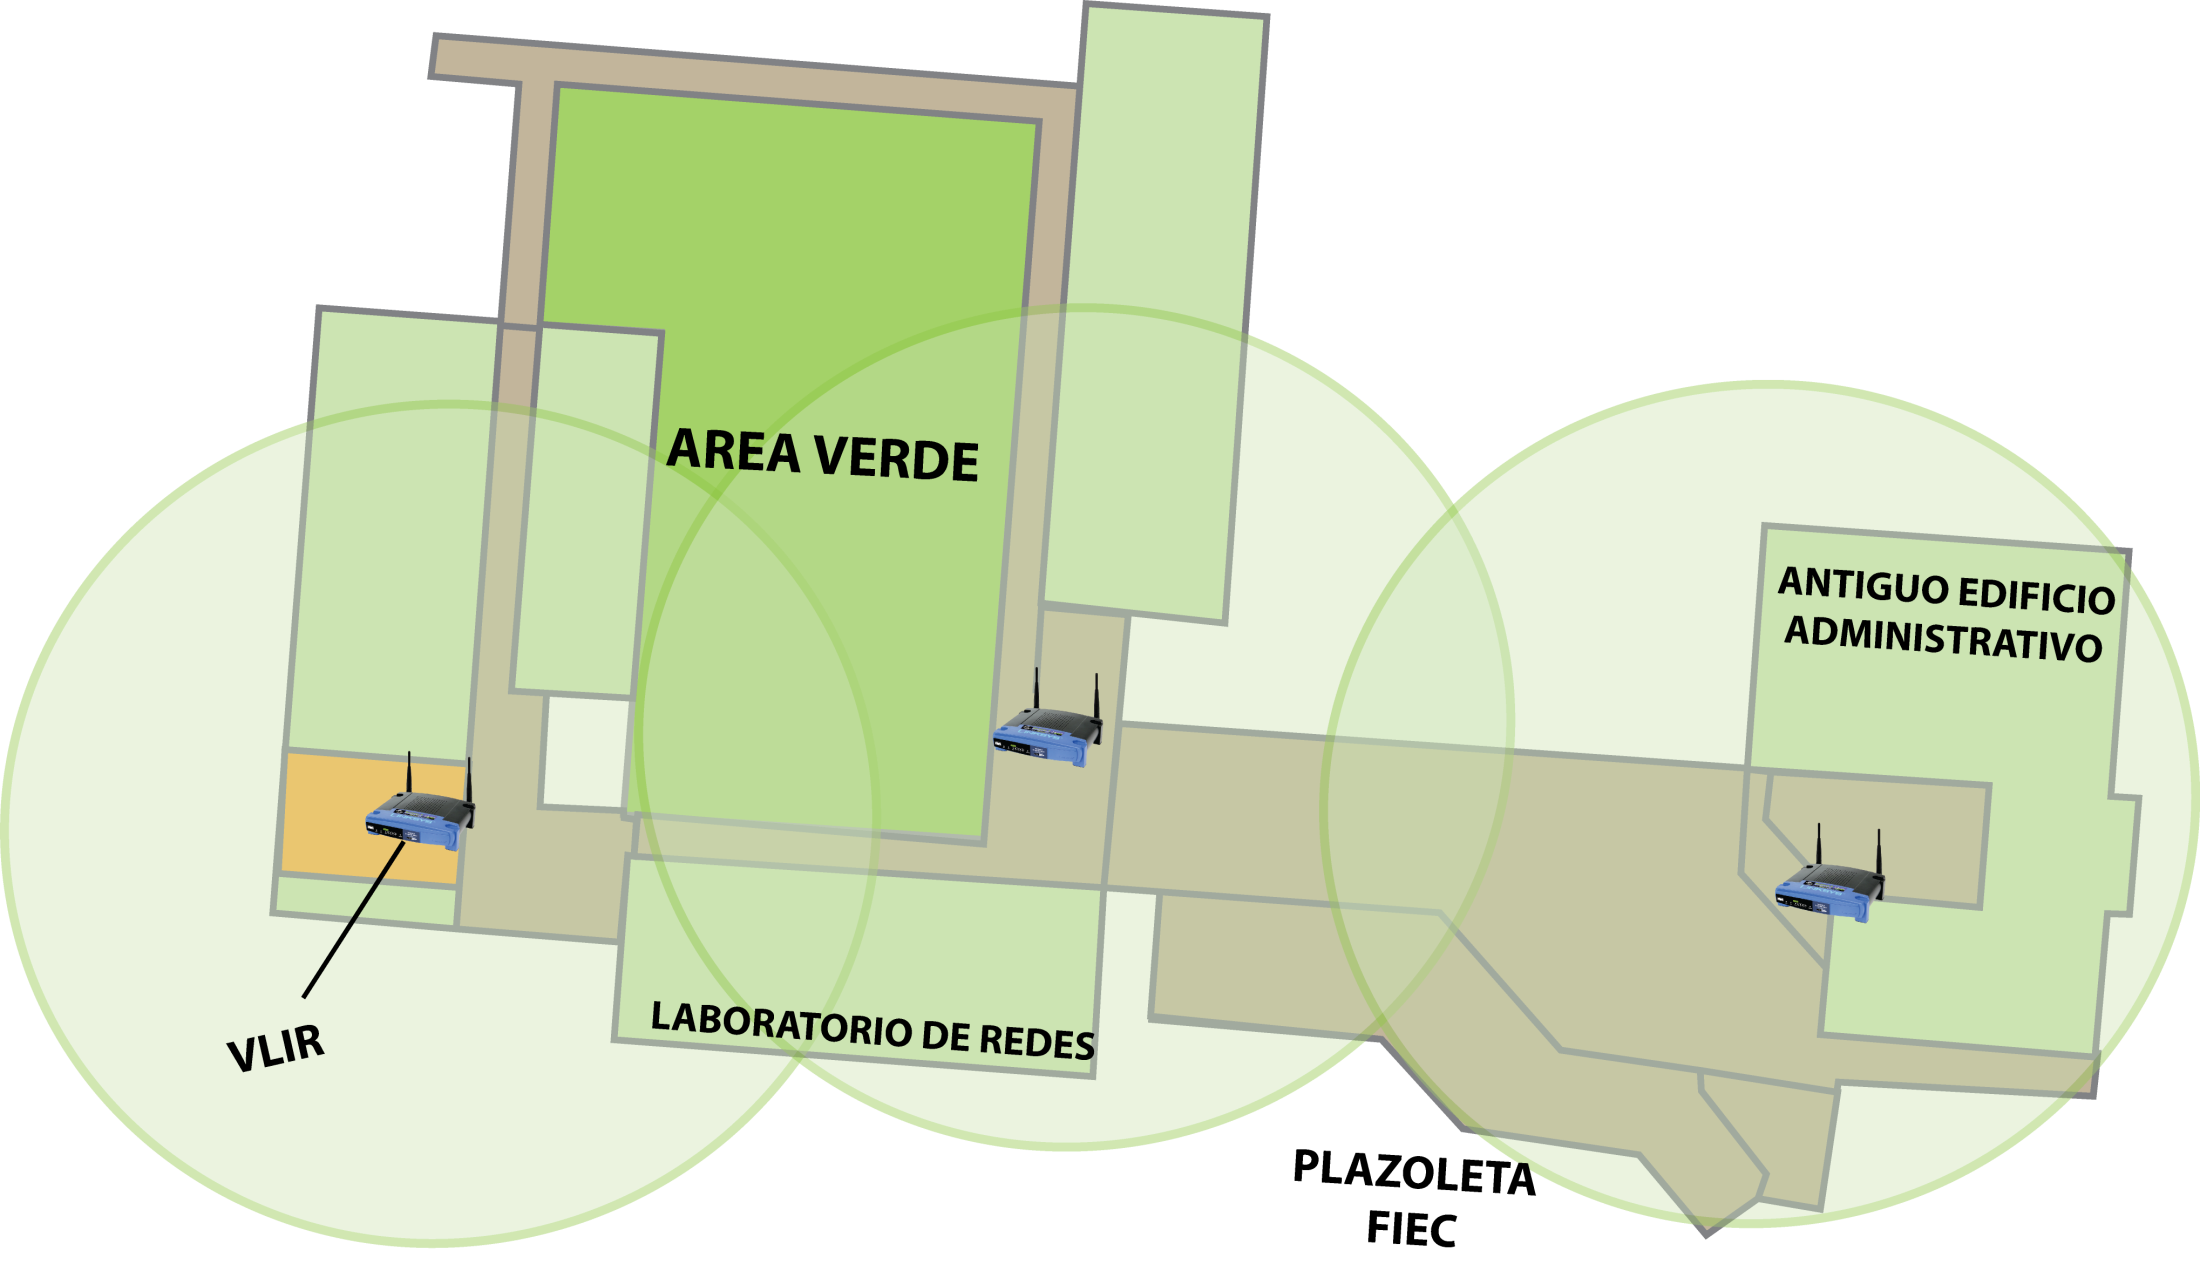 AREA VERDE
ANTIGUO EDIFICIO
ADMINISTRATIVO
LABORATORIO DE REDES
VLIR
PLAZOLETA
FIEC